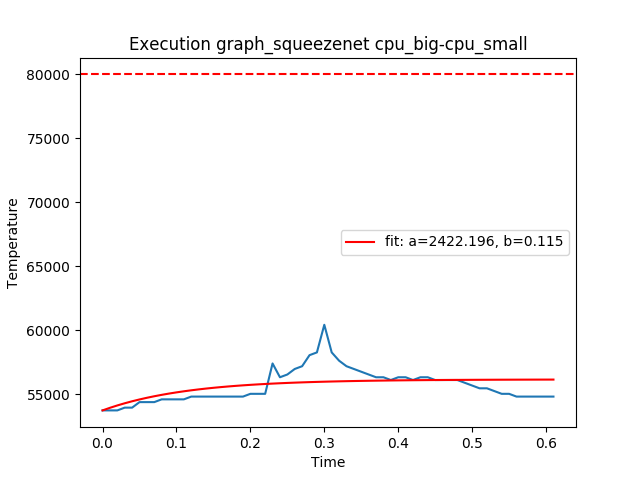 Execution graph_squeezenet cpu_big-cpu_small
80000
75000
70000
65000
60000
55000
Temperature
fit: a=2422.196, b=0.115
0.0 0.1 0.2 0.3 0.4 0.5 0.6
Time